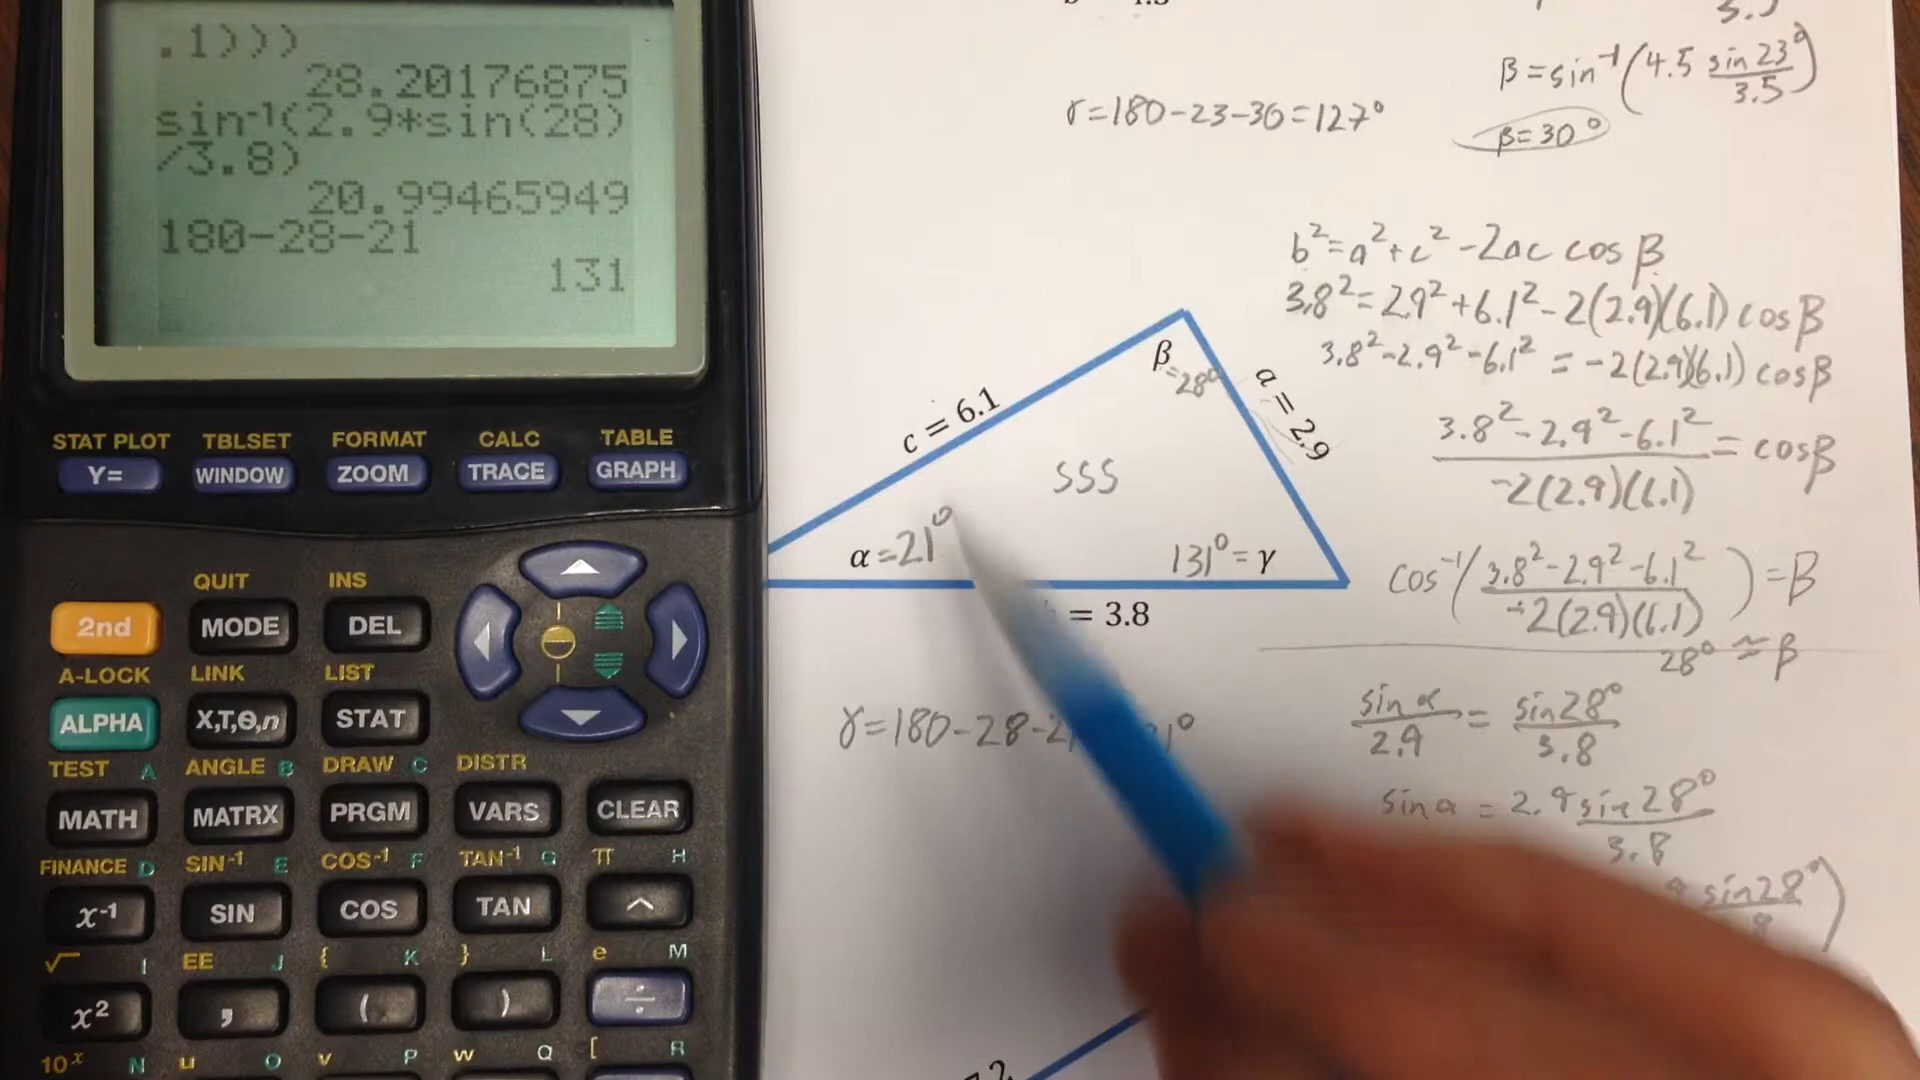 .1)))
28.20176875
sin⁻¹(2.9*sin(28)
/3.8)
20.99465949
180-28-21
131
STAT PLOT TBLSET FORMAT CALC TABLE
Y= WINDOW ZOOM TRACE GRAPH
QUIT INS
2nd MODE DEL
A-LOCK LINK LIST
ALPHA X,T,Θ,n STAT
TEST A ANGLE B DRAW C DISTR
MATH MATRX PRGM VARS CLEAR
FINANCE D SIN⁻¹ E COS⁻¹ F TAN⁻¹ G π H
x⁻¹ SIN COS TAN ^
√ I EE J { K } L e M
x² , ( ) ÷
10ˣ N u O v P w Q [ R
γ=180-23-30=127°
β=sin⁻¹(4.5 sin 23°/3.5)
β=30°
b²=a²+c²-2ac cos β
3.8²=2.9²+6.1²-2(2.9)(6.1) cos β
3.8²-2.9²-6.1² = -2(2.9)(6.1) cos β
3.8²-2.9²-6.1²/-2(2.9)(6.1) = cos β
cos⁻¹(3.8²-2.9²-6.1²/-2(2.9)(6.1))=β
28° ≈ β
sin α/2.9 = sin 28°/3.8
sin α = 2.9 sin 28°/3.8
sin 28°
β=28°
a = 2.9
c = 6.1
SSS
α=21°
131°=γ
= 3.8
γ=180-28-2